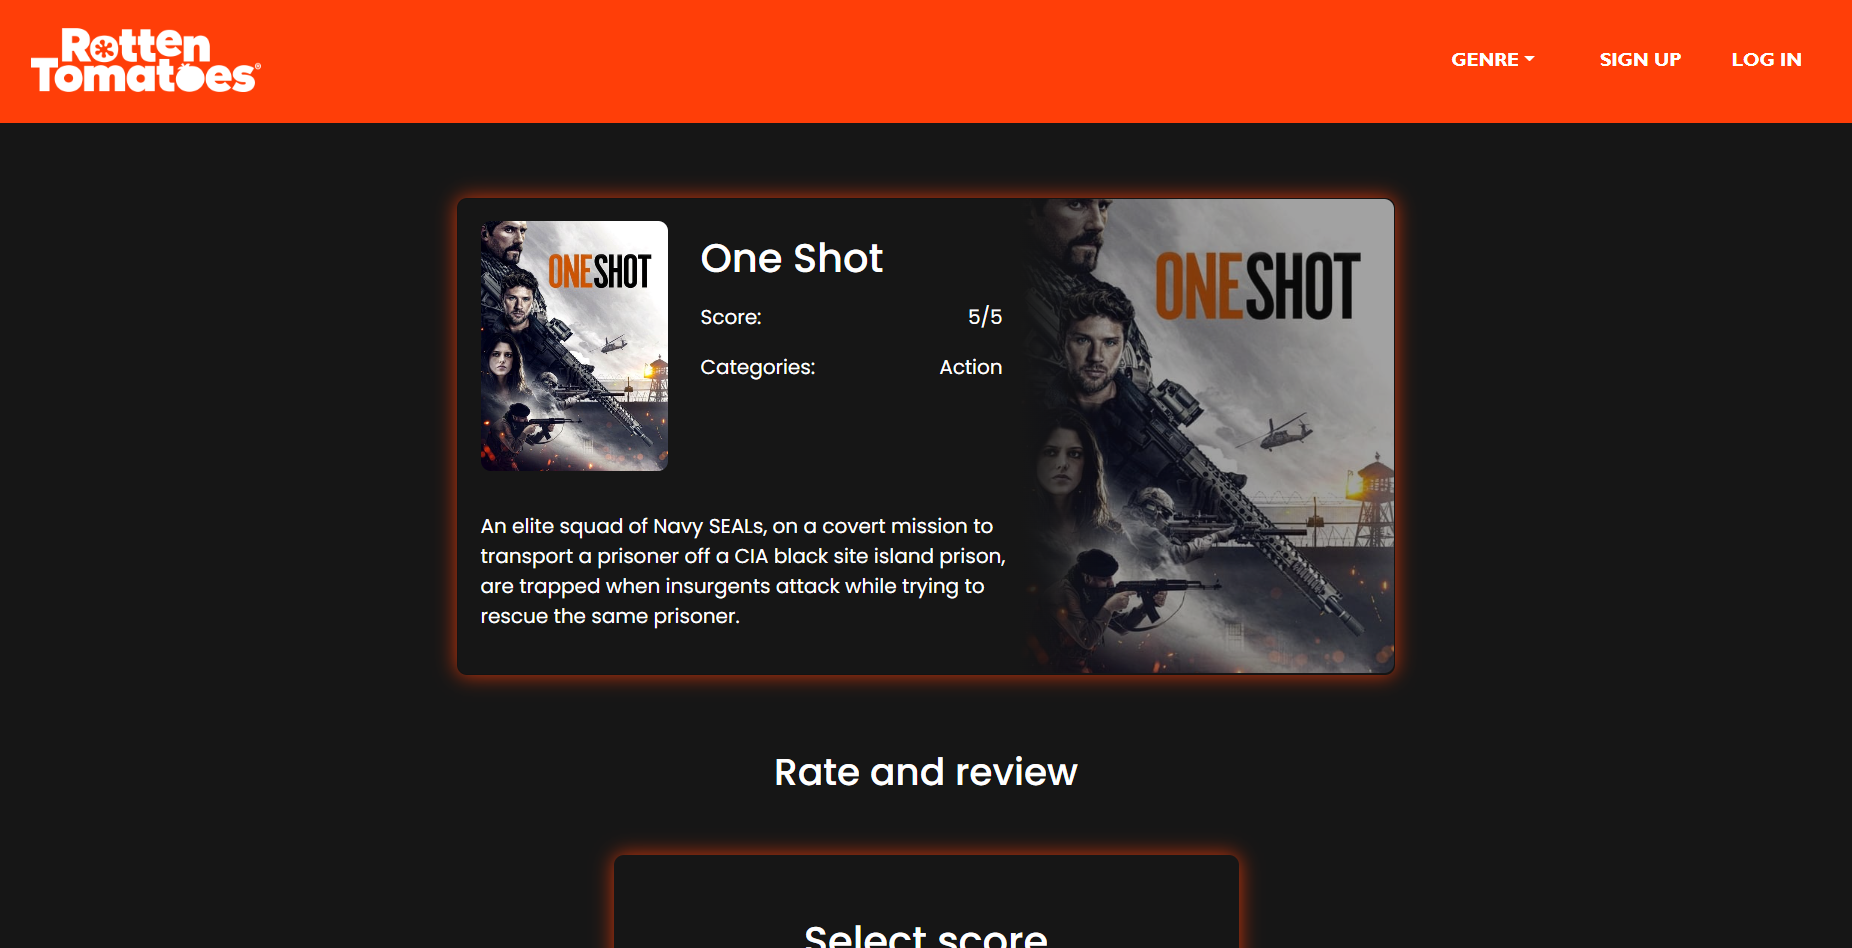 Rotten
Tomatoes®
GENRE
SIGN UP
LOG IN
ONE SHOT
One Shot
Score: 5/5
Categories: Action
ONE SHOT
An elite squad of Navy SEALs, on a covert mission to
transport a prisoner off a CIA black site island prison,
are trapped when insurgents attack while trying to
rescue the same prisoner.
Rate and review
Select score